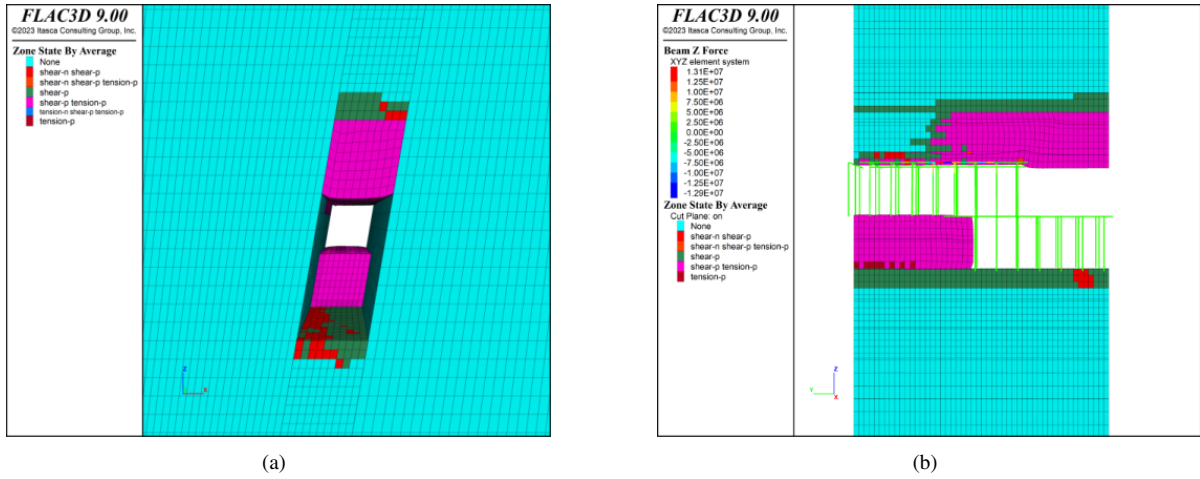 FLAC3D 9.00
©2023 Itasca Consulting Group, Inc.
Zone State By Average
None
shear-n shear-p
shear-n shear-p tension-p
shear-p
shear-p tension-p
tension-n shear-p tension-p
tension-p
Z
X
(a)
FLAC3D 9.00
©2023 Itasca Consulting Group, Inc.
Beam Z Force
XYZ element system
1.31E+07
1.25E+07
1.00E+07
7.50E+06
5.00E+06
2.50E+06
0.00E+00
-2.50E+06
-5.00E+06
-7.50E+06
-1.00E+07
-1.25E+07
-1.29E+07
Zone State By Average
Cut Plane: on
None
shear-n shear-p
shear-n shear-p tension-p
shear-p
shear-p tension-p
tension-p
Z
Y
X
(b)